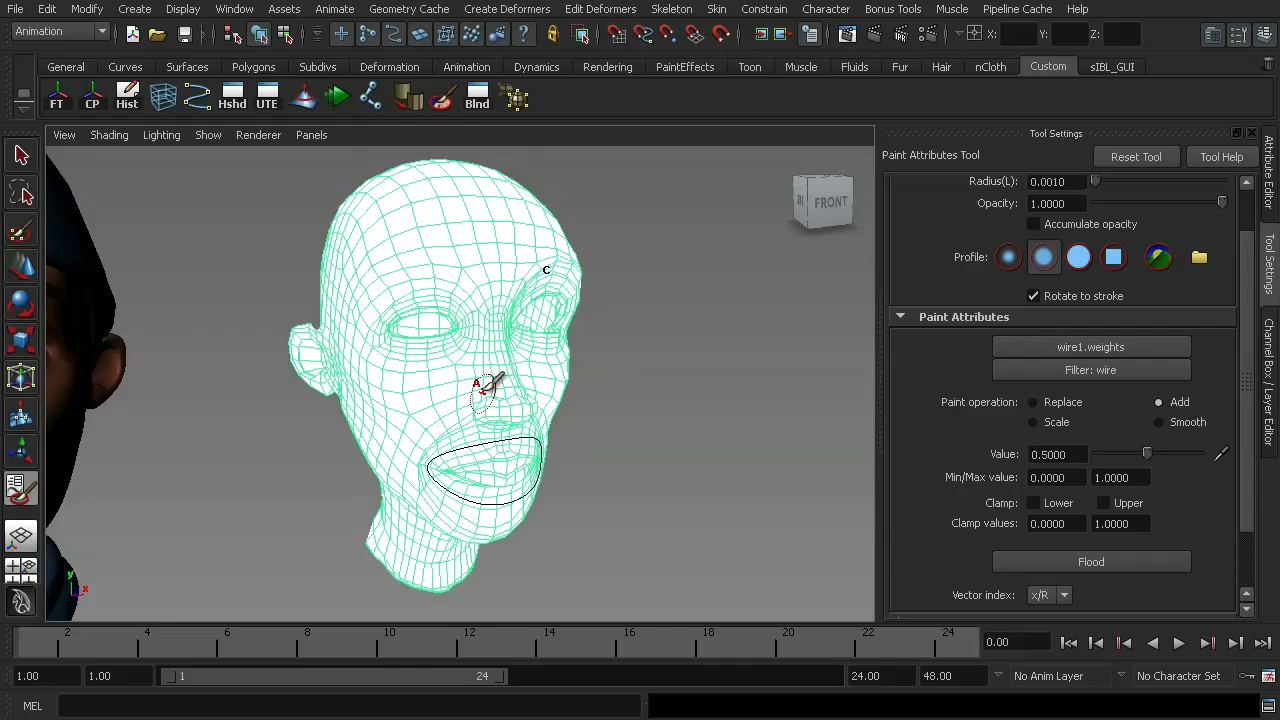 File Edit Modify Create Display Window Assets Animate Geometry Cache Create Deformers Edit Deformers Skeleton Skin Constrain Character Bonus Tools Muscle Pipeline Cache Help
Animation X: Y: Z:
General Curves Surfaces Polygons Subdivs Deformation Animation Dynamics Rendering PaintEffects Toon Muscle Fluids Fur Hair nCloth Custom sIBL_GUI
FT CP Hist Hshd UTE Blnd
View Shading Lighting Show Renderer Panels
Tool Settings
Paint Attributes Tool Reset Tool Tool Help
Radius(L): 0.0010
Opacity: 1.0000
Accumulate opacity
Profile:
Rotate to stroke
Paint Attributes
wire1.weights
Filter: wire
Paint operation: Replace Add
Scale Smooth
Value: 0.5000
Min/Max value: 0.0000 1.0000
Clamp: Lower Upper
Clamp values: 0.0000 1.0000
Flood
Vector index: x/R
Attribute Editor
Tool Settings
Channel Box / Layer Editor
FRONT
C
A
y
x
2 4 6 8 10 12 14 16 18 20 22 24 0.00
1.00 1.00 1 24 24.00 48.00 No Anim Layer No Character Set
MEL